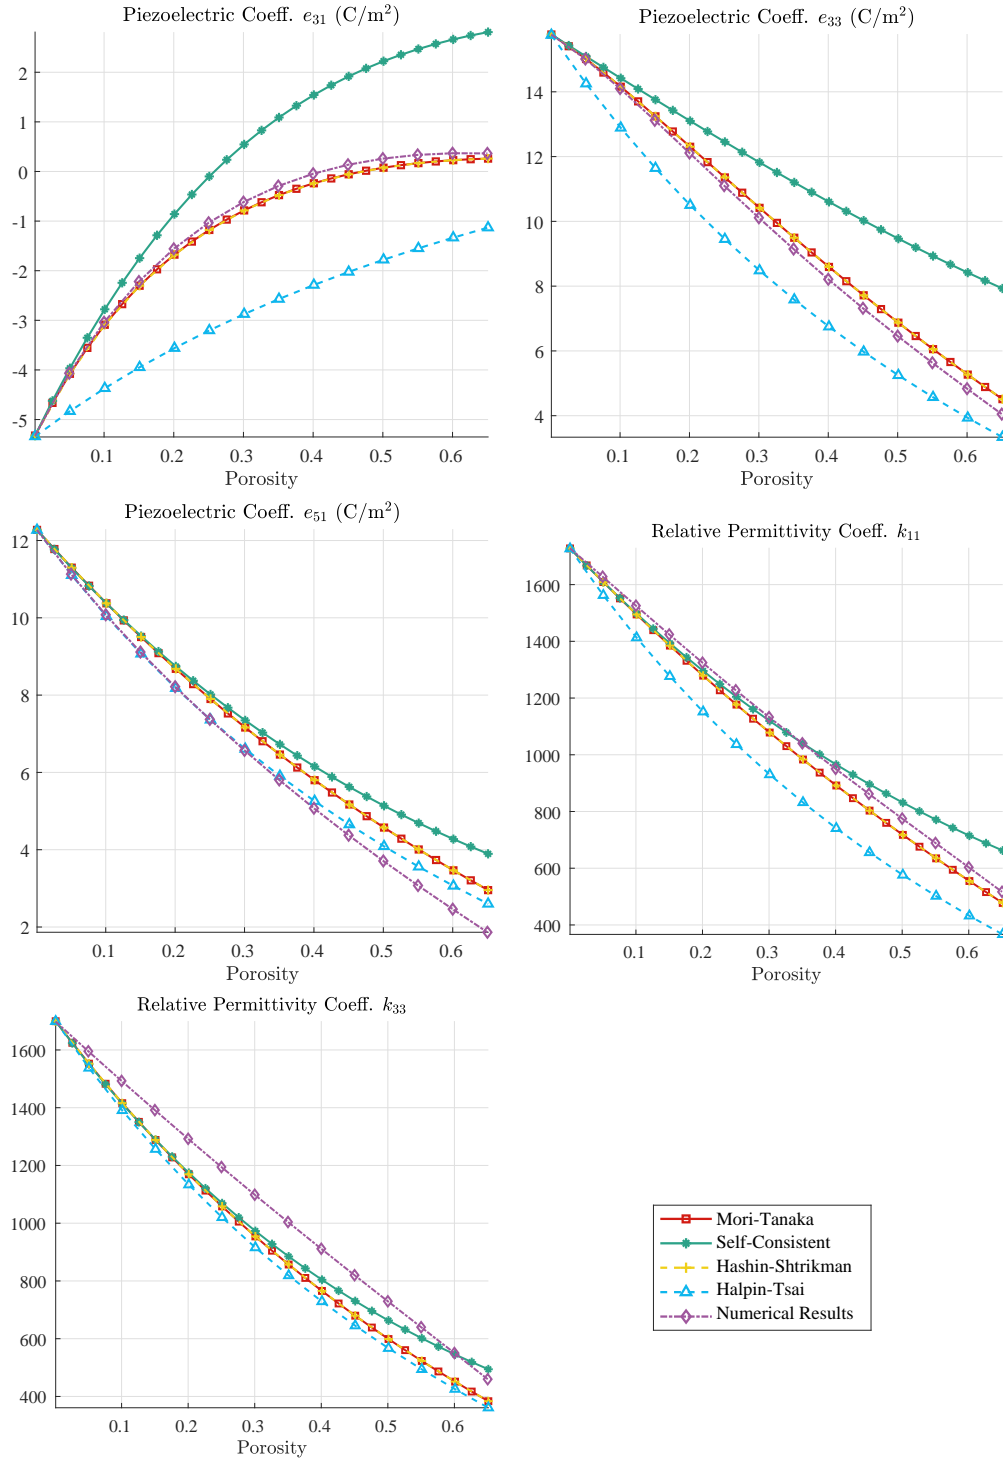 Piezoelectric Coeff. e31 (C/m²)
2
1
0
-1
-2
-3
-4
-5
0.1 0.2 0.3 0.4 0.5 0.6
Porosity
Piezoelectric Coeff. e33 (C/m²)
14
12
10
8
6
4
0.1 0.2 0.3 0.4 0.5 0.6
Porosity
Piezoelectric Coeff. e51 (C/m²)
12
10
8
6
4
2
0.1 0.2 0.3 0.4 0.5 0.6
Porosity
Relative Permittivity Coeff. k11
1600
1400
1200
1000
800
600
400
0.1 0.2 0.3 0.4 0.5 0.6
Porosity
Relative Permittivity Coeff. k33
1600
1400
1200
1000
800
600
400
0.1 0.2 0.3 0.4 0.5 0.6
Porosity
Mori-Tanaka
Self-Consistent
Hashin-Shtrikman
Halpin-Tsai
Numerical Results